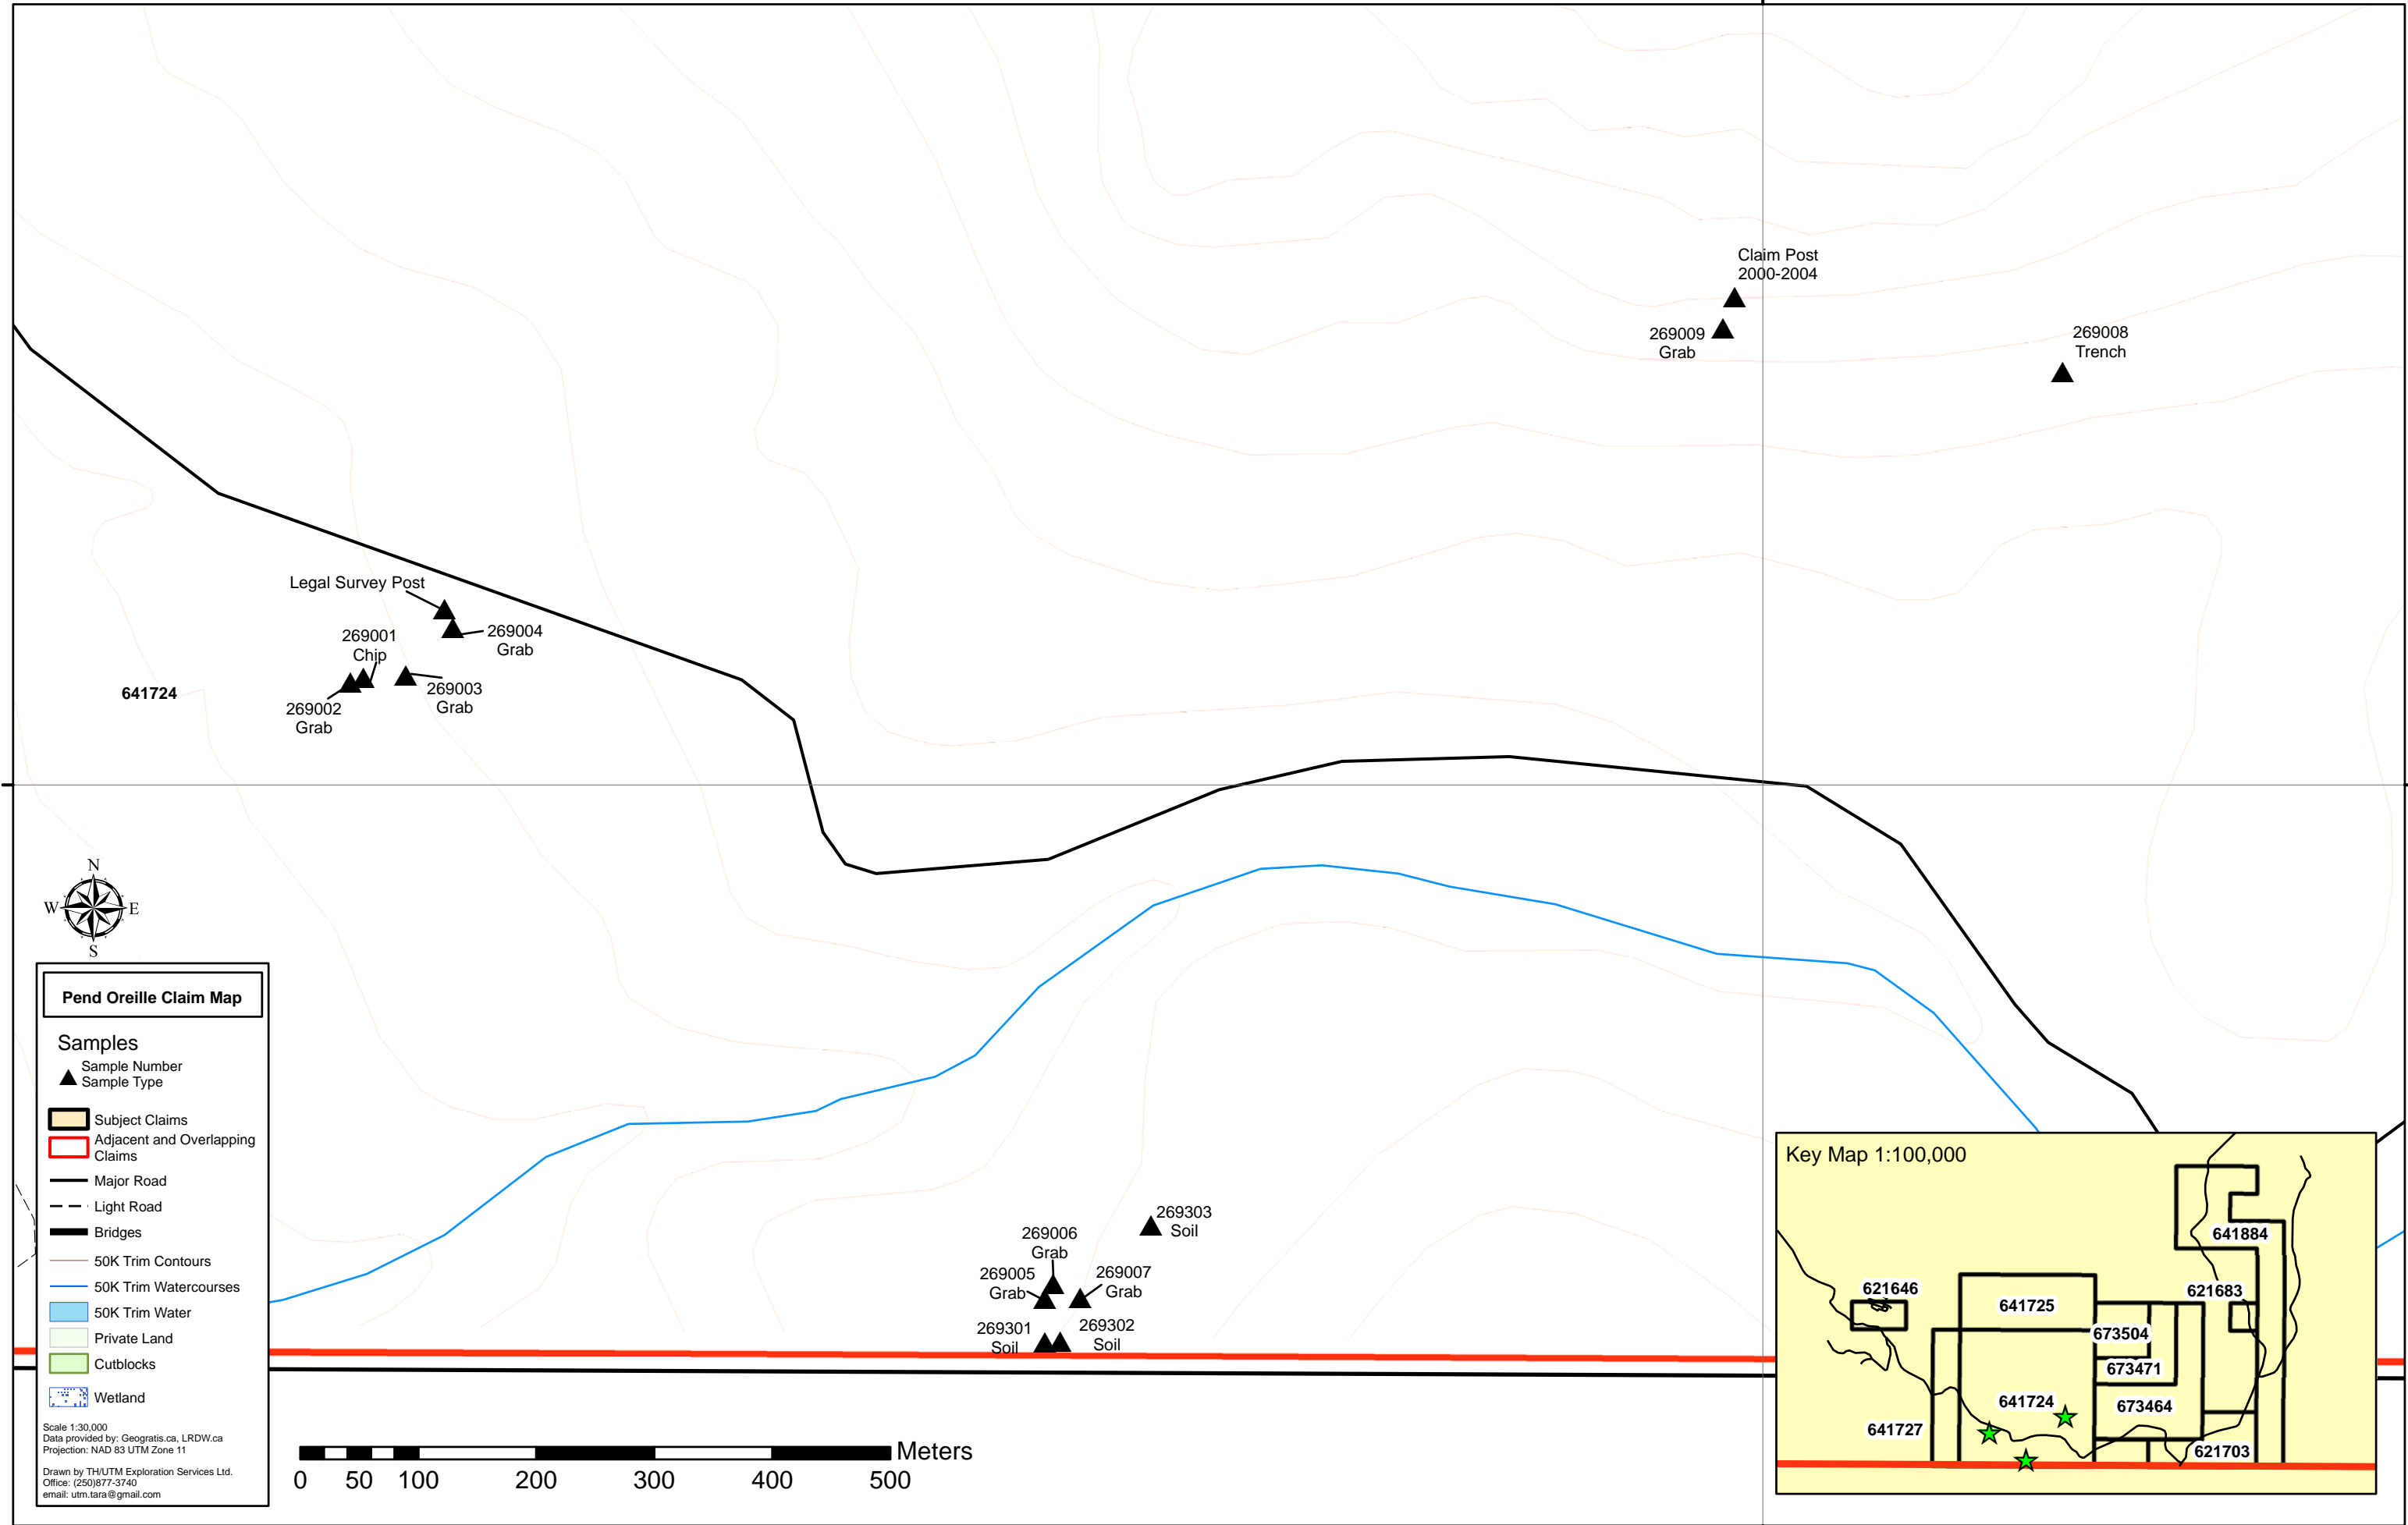 Claim Post
2000-2004
269009
Grab
269008
Trench
Legal Survey Post
269004
Grab
269001
Chip
269003
Grab
269002
Grab
641724
N
W
E
S
Pend Oreille Claim Map
Samples
Sample Number
Sample Type
Subject Claims
Adjacent and Overlapping
Claims
Major Road
Light Road
Bridges
50K Trim Contours
50K Trim Watercourses
50K Trim Water
Private Land
Cutblocks
Wetland
Scale 1:30,000
Data provided by: Geogratis.ca, LRDW.ca
Projection: NAD 83 UTM Zone 11
Drawn by TH/UTM Exploration Services Ltd.
Office: (250)877-3740
email: utm.tara@gmail.com
269303
Soil
269006
Grab
269005
Grab
269007
Grab
269301
Soil
269302
Soil
Meters
0 50 100 200 300 400 500
Key Map 1:100,000
641884
621646
621683
641725
673504
673471
641724
673464
641727
621703